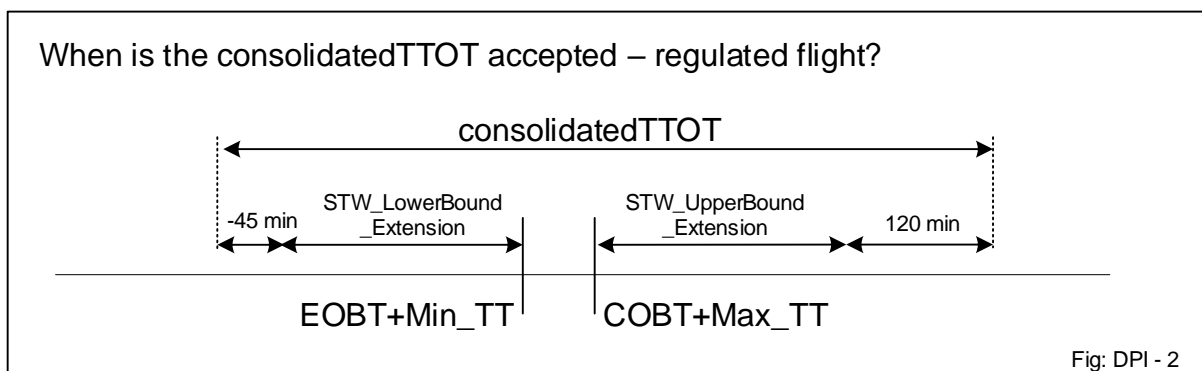 When is the consolidatedTTOT accepted – regulated flight?
consolidatedTTOT
-45 min
STW_LowerBound
_Extension
STW_UpperBound
_Extension
120 min
EOBT+Min_TT
COBT+Max_TT
Fig: DPI - 2